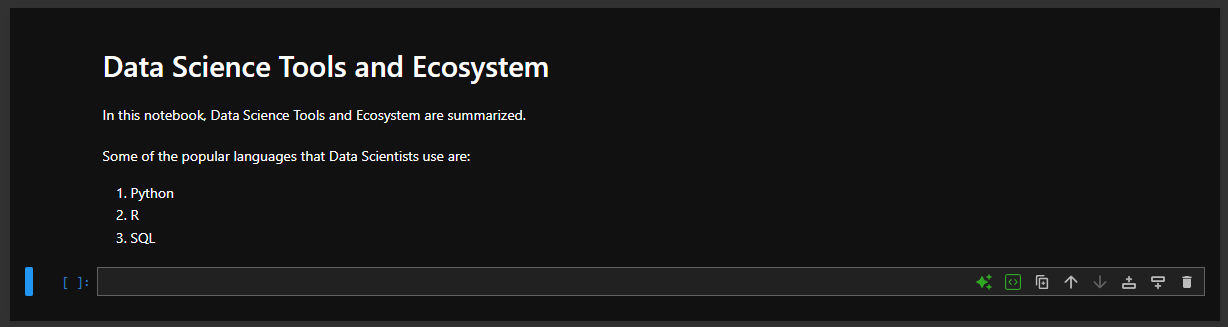 Data Science Tools and Ecosystem
In this notebook, Data Science Tools and Ecosystem are summarized.
Some of the popular languages that Data Scientists use are:
1. Python
2. R
3. SQL
[ ]: